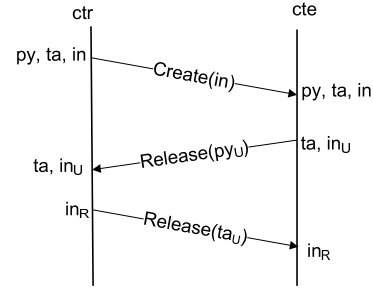 ctr
cte
py, ta, in
Create(in)
py, ta, in
ta, inU
Release(pyU)
ta, inU
inR
Release(taU)
inR